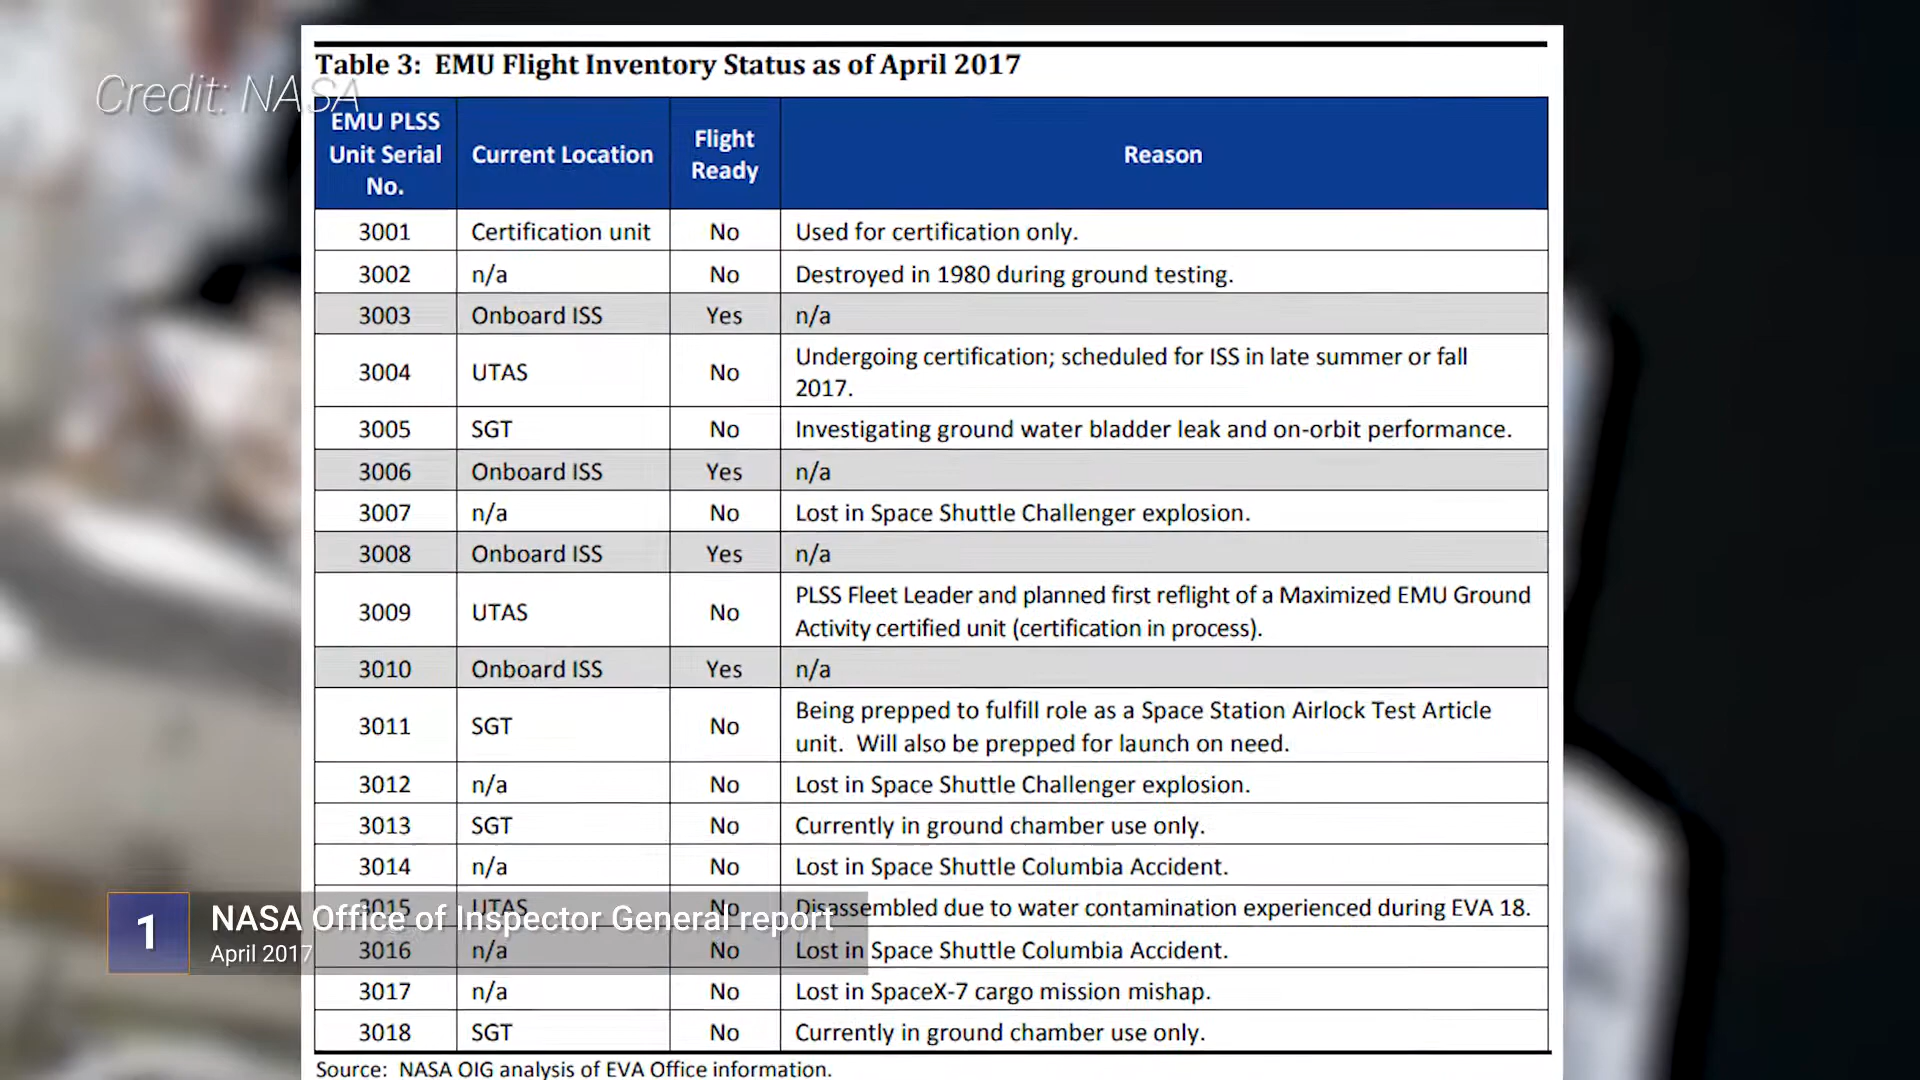 Credit: NASA
Table 3: EMU Flight Inventory Status as of April 2017
EMU PLSS Unit Serial No. Current Location Flight Ready Reason
3001 Certification unit No Used for certification only.
3002 n/a No Destroyed in 1980 during ground testing.
3003 Onboard ISS Yes n/a
3004 UTAS No Undergoing certification; scheduled for ISS in late summer or fall
2017.
3005 SGT No Investigating ground water bladder leak and on-orbit performance.
3006 Onboard ISS Yes n/a
3007 n/a No Lost in Space Shuttle Challenger explosion.
3008 Onboard ISS Yes n/a
3009 UTAS No PLSS Fleet Leader and planned first reflight of a Maximized EMU Ground
Activity certified unit (certification in process).
3010 Onboard ISS Yes n/a
3011 SGT No Being prepped to fulfill role as a Space Station Airlock Test Article
unit. Will also be prepped for launch on need.
3012 n/a No Lost in Space Shuttle Challenger explosion.
3013 SGT No Currently in ground chamber use only.
3014 n/a No Lost in Space Shuttle Columbia Accident.
3015 UTAS No Disassembled due to water contamination experienced during EVA 18.
3016 n/a No Lost in Space Shuttle Columbia Accident.
3017 n/a No Lost in SpaceX-7 cargo mission mishap.
3018 SGT No Currently in ground chamber use only.
Source: NASA OIG analysis of EVA Office information.
1
NASA Office of Inspector General report
April 2017